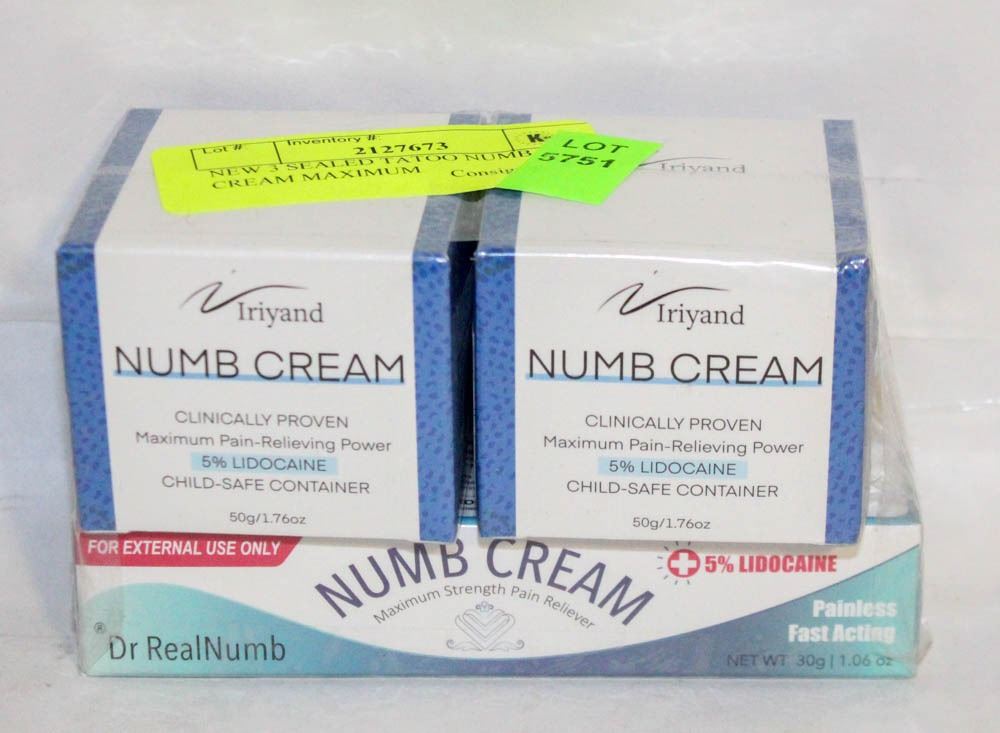 Lot # Inventory #: K
2127673
NEW 3 SEALED TATOO NUMB
CREAM MAXIMUM
LOT
5751
Iriyand
Iriyand
NUMB CREAM
CLINICALLY PROVEN
Maximum Pain-Relieving Power
5% LIDOCAINE
CHILD-SAFE CONTAINER
50g/1.76oz
Iriyand
NUMB CREAM
CLINICALLY PROVEN
Maximum Pain-Relieving Power
5% LIDOCAINE
CHILD-SAFE CONTAINER
50g/1.76oz
FOR EXTERNAL USE ONLY
NUMB CREAM
Maximum Strength Pain Reliever
5% LIDOCAINE
Painless
Fast Acting
® Dr RealNumb
NET WT 30g | 1.06 oz